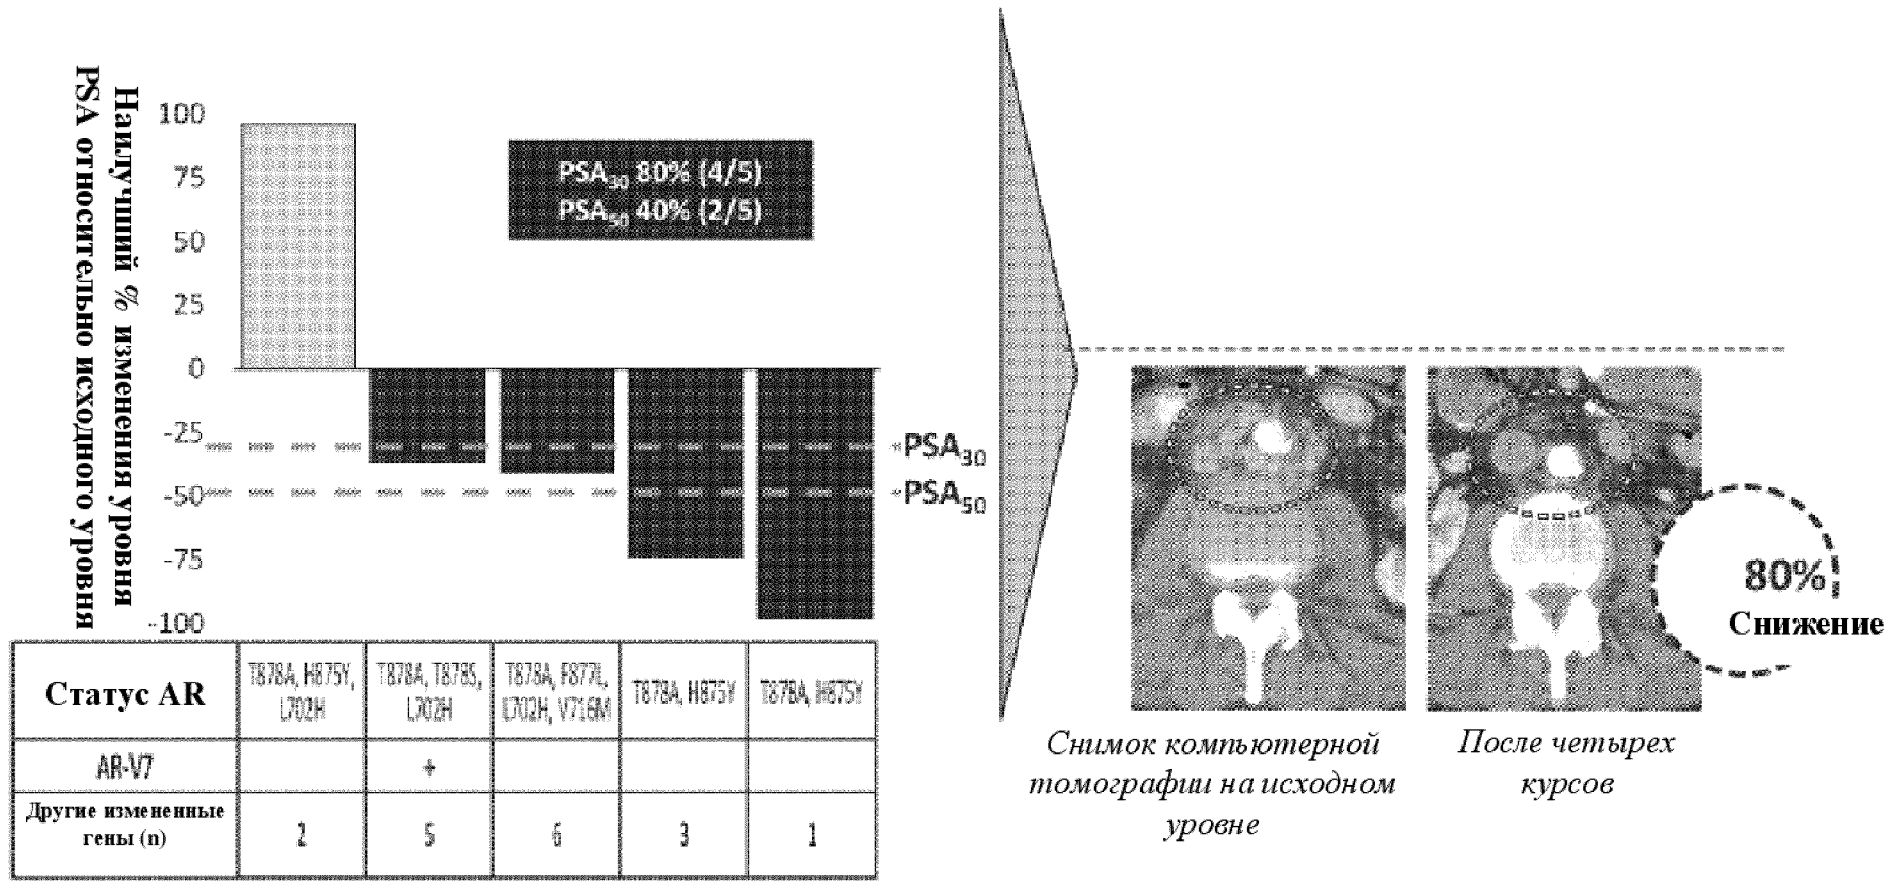 Наилучший % изменения уровня
PSA относительно исходного уровня
100
75
50
25
0
-25
-50
-75
-100
PSA30 80% (4/5)
PSA50 40% (2/5)
PSA30
PSA50
Статус AR
T878A, H875Y,
L702H
T878A, T878S,
L702H
T878A, F877L,
L702H, V716M
T878A, H875Y
T878A, H875Y
AR-V7
+
Другие измененные
гены (n)
2
5
6
3
1
80%
Снижение
Снимок компьютерной
томографии на исходном
уровне
После четырех
курсов